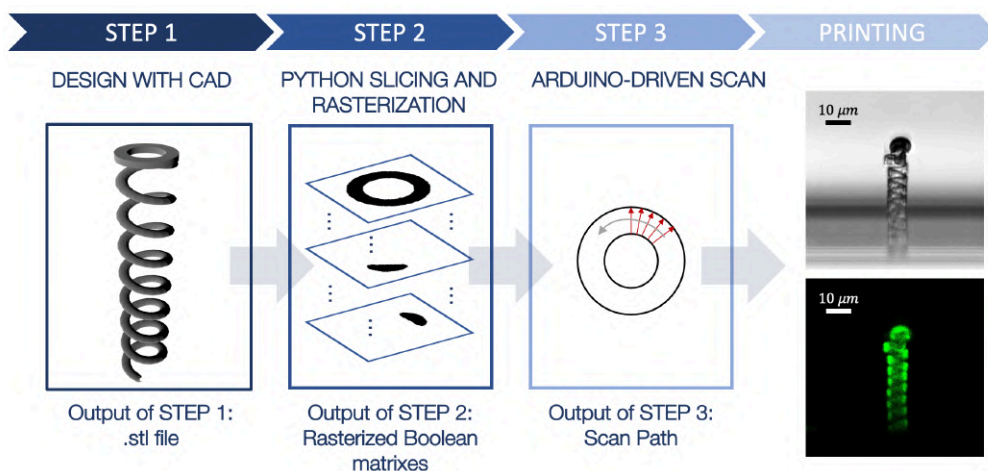 STEP 1
STEP 2
STEP 3
PRINTING
DESIGN WITH CAD
PYTHON SLICING AND
RASTERIZATION
ARDUINO-DRIVEN SCAN
10 μm
10 μm
Output of STEP 1:
.stl file
Output of STEP 2:
Rasterized Boolean
matrixes
Output of STEP 3:
Scan Path